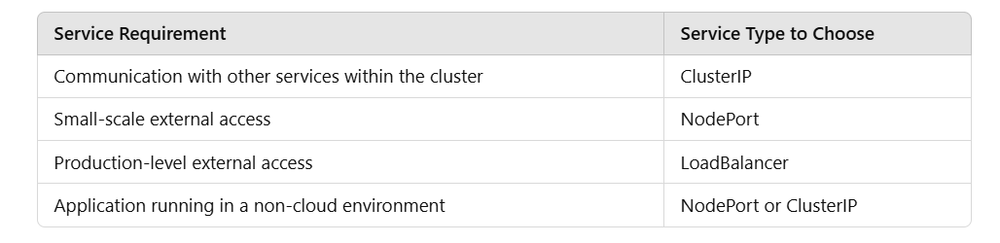 Service Requirement Service Type to Choose
Communication with other services within the cluster ClusterIP
Small-scale external access NodePort
Production-level external access LoadBalancer
Application running in a non-cloud environment NodePort or ClusterIP